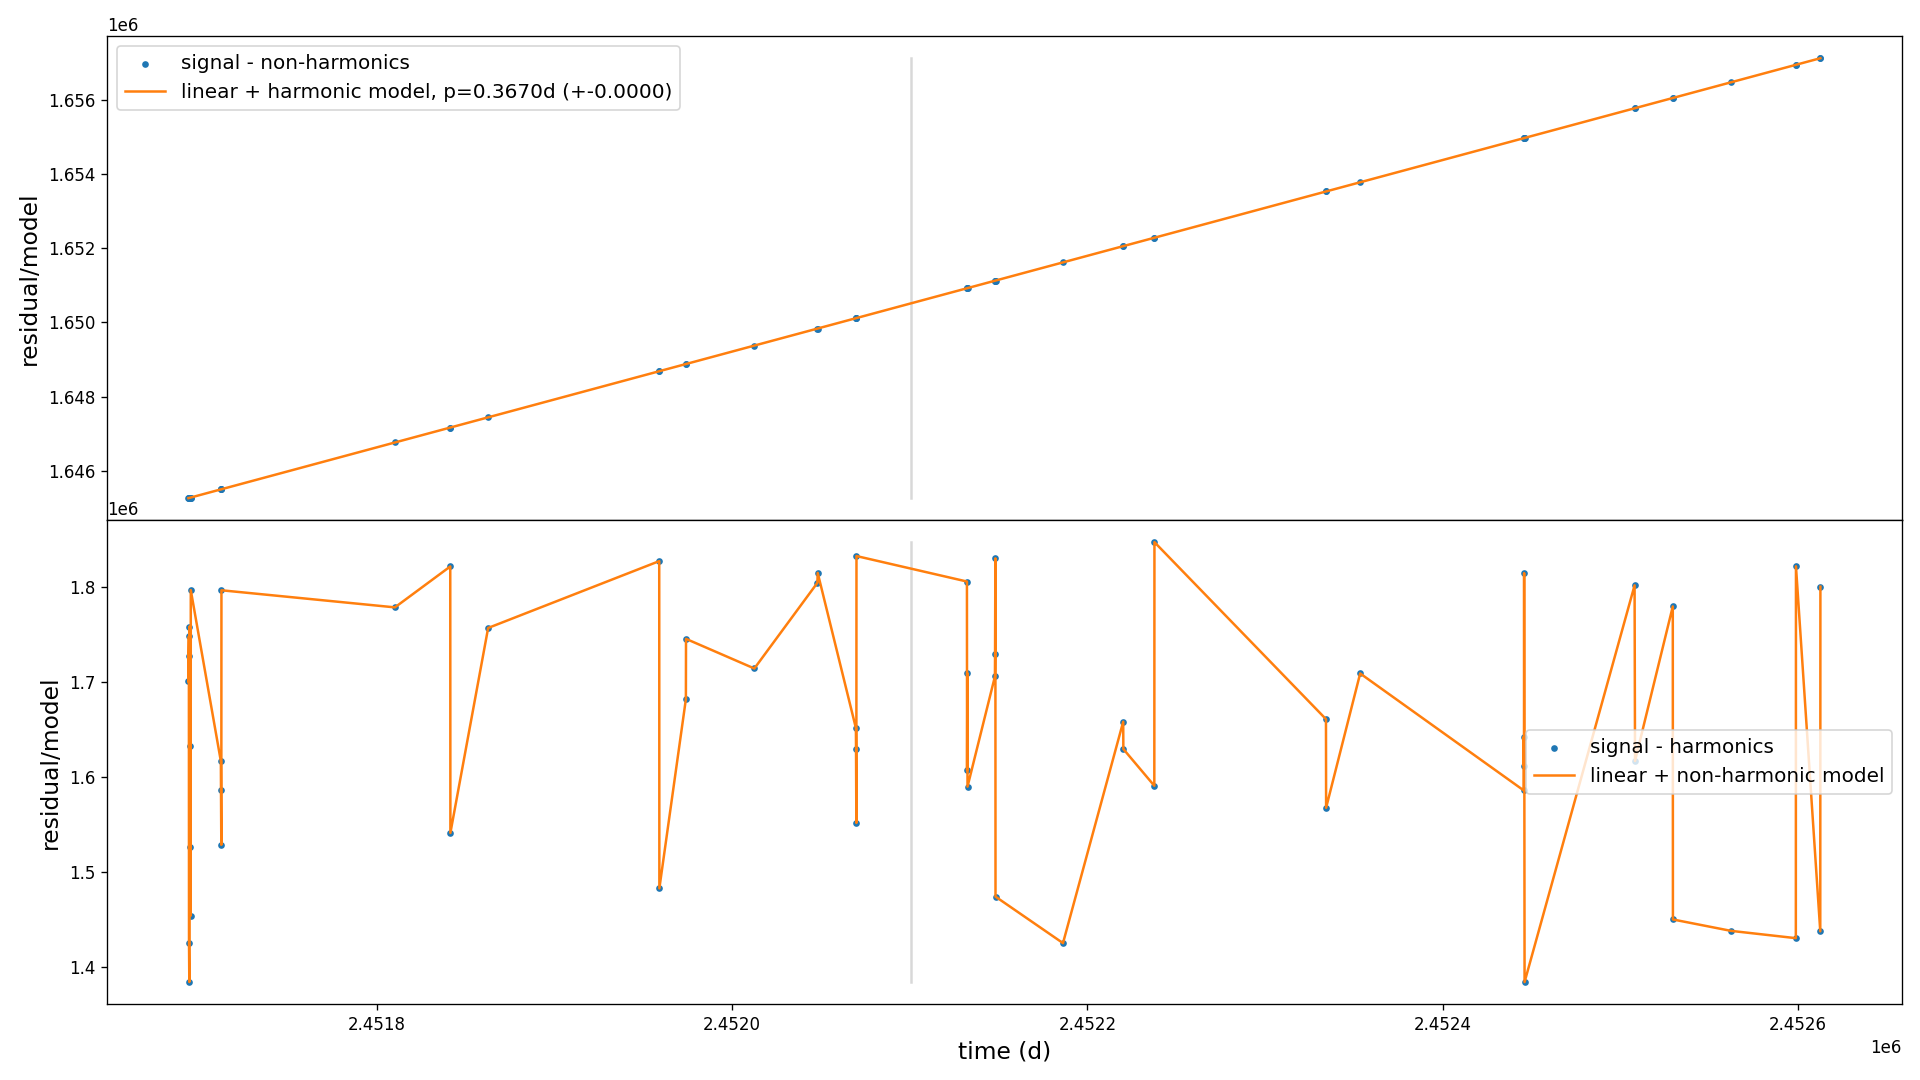 1e6
signal - non-harmonics
linear + harmonic model, p=0.3670d (+-0.0000)
residual/model
1.656
1.654
1.652
1.650
1.648
1.646
1e6
residual/model
1.8
1.7
1.6
1.5
1.4
signal - harmonics
linear + non-harmonic model
2.4518
2.4520
2.4522
2.4524
2.4526
time (d)
1e6